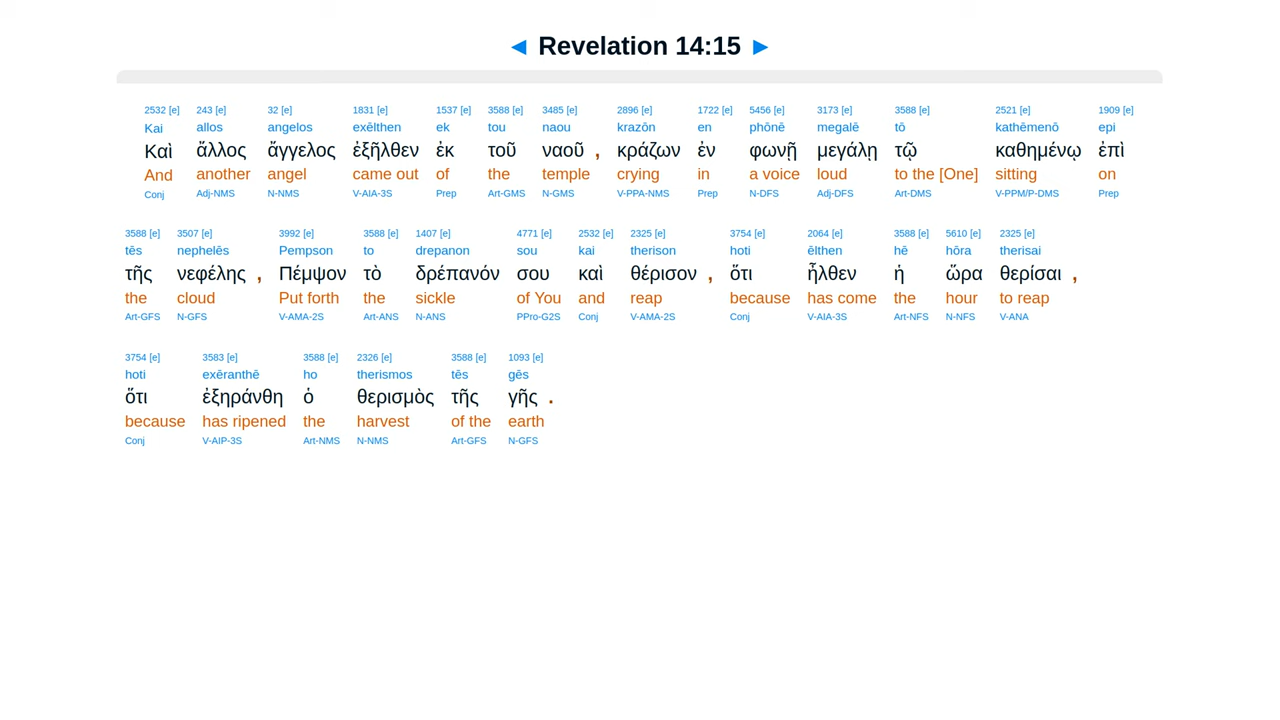 ◄ Revelation 14:15 ►
2532 [e] 243 [e] 32 [e] 1831 [e] 1537 [e] 3588 [e] 3485 [e] 2896 [e] 1722 [e] 5456 [e] 3173 [e] 3588 [e] 2521 [e] 1909 [e]
Kai allos angelos exēlthen ek tou naou krazōn en phōnē megalē tō kathēmenō epi
Καὶ ἄλλος ἄγγελος ἐξῆλθεν ἐκ τοῦ ναοῦ , κράζων ἐν φωνῇ μεγάλῃ τῷ καθημένῳ ἐπὶ
And another angel came out of the temple crying in a voice loud to the [One] sitting on
Conj Adj-NMS N-NMS V-AIA-3S Prep Art-GMS N-GMS V-PPA-NMS Prep N-DFS Adj-DFS Art-DMS V-PPM/P-DMS Prep
3588 [e] 3507 [e] 3992 [e] 3588 [e] 1407 [e] 4771 [e] 2532 [e] 2325 [e] 3754 [e] 2064 [e] 3588 [e] 5610 [e] 2325 [e]
tēs nephelēs Pempson to drepanon sou kai therison hoti ēlthen hē hōra therisai
τῆς νεφέλης , Πέμψον τὸ δρέπανόν σου καὶ θέρισον , ὅτι ἦλθεν ἡ ὥρα θερίσαι ,
the cloud Put forth the sickle of You and reap because has come the hour to reap
Art-GFS N-GFS V-AMA-2S Art-ANS N-ANS PPro-G2S Conj V-AMA-2S Conj V-AIA-3S Art-NFS N-NFS V-ANA
3754 [e] 3583 [e] 3588 [e] 2326 [e] 3588 [e] 1093 [e]
hoti exēranthē ho therismos tēs gēs
ὅτι ἐξηράνθη ὁ θερισμὸς τῆς γῆς .
because has ripened the harvest of the earth
Conj V-AIP-3S Art-NMS N-NMS Art-GFS N-GFS